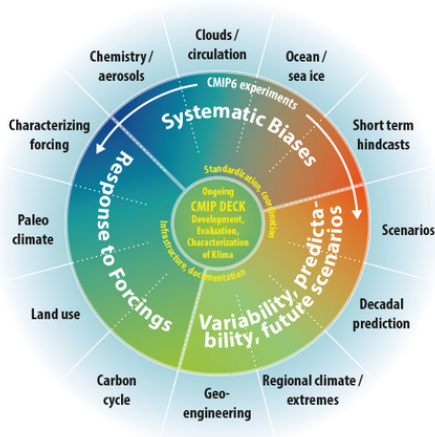 Clouds /
circulation
Chemistry /
aerosols
Ocean /
sea ice
CMIP6 experiments
Systematic Biases
Characterizing
forcing
Short term
hindcasts
Standardication, coordination
Ongoing
CMIP DECK
Development,
Evaluation,
Characterization
of Klima
Infrastructure, documentation
Response to Forcings
Variability, predicta-
bility, future scenarios
Paleo
climate
Scenarios
Land use
Decadal
prediction
Carbon
cycle
Geo-
engineering
Regional climate /
extremes